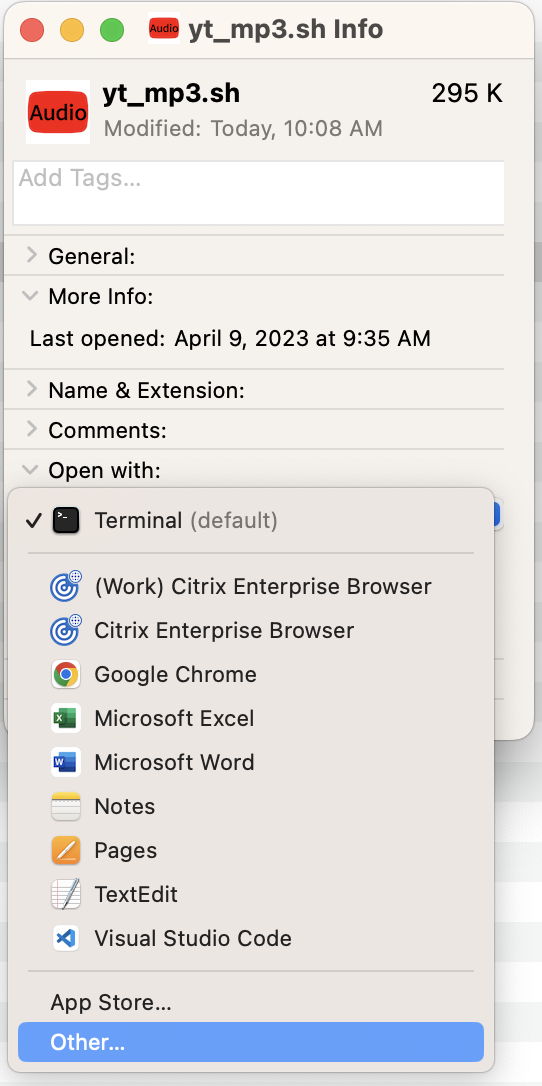 Audio yt_mp3.sh Info
Audio
yt_mp3.sh 295 K
Modified: Today, 10:08 AM
Add Tags...
General:
More Info:
Last opened: April 9, 2023 at 9:35 AM
Name & Extension:
Comments:
Open with:
Terminal (default)
(Work) Citrix Enterprise Browser
Citrix Enterprise Browser
Google Chrome
Microsoft Excel
Microsoft Word
Notes
Pages
TextEdit
Visual Studio Code
App Store...
Other...